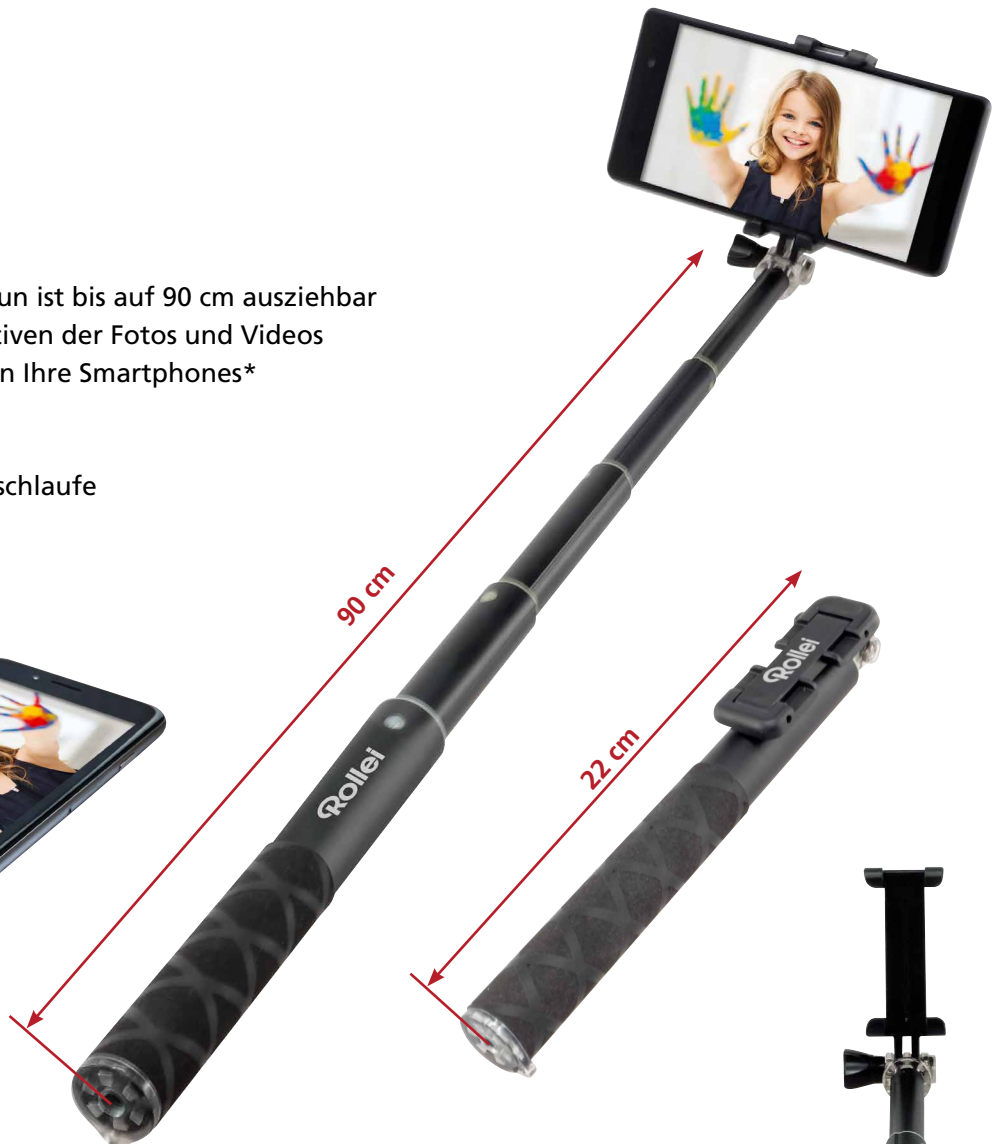 un ist bis auf 90 cm ausziehbar
tiven der Fotos und Videos
n Ihre Smartphones*
schlaufe
90 cm
22 cm
Rollei
Rollei